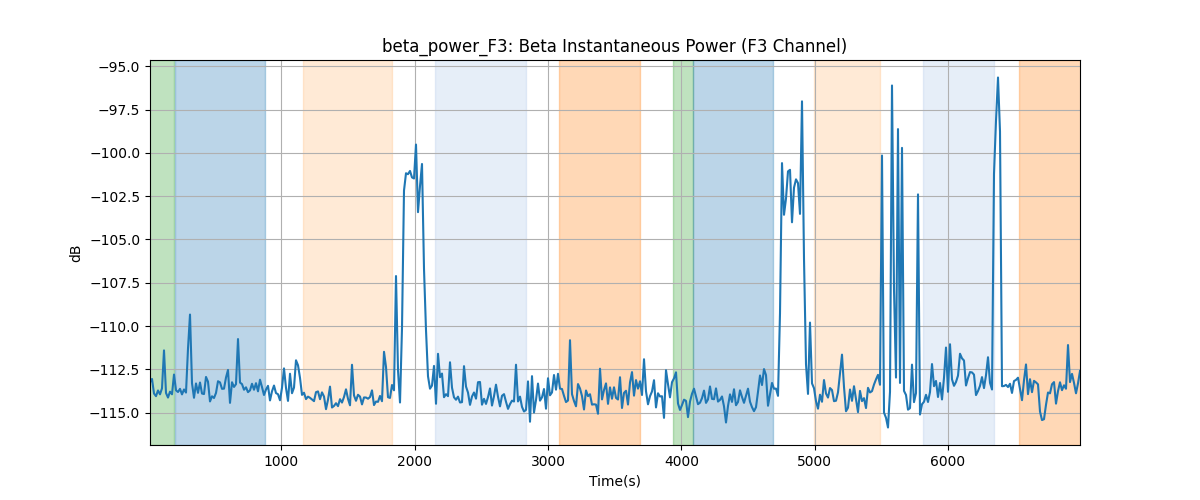 beta_power_F3: Beta Instantaneous Power (F3 Channel)
−95.0
−97.5
−100.0
−102.5
−105.0
−107.5
−110.0
−112.5
−115.0
dB
1000 2000 3000 4000 5000 6000
Time(s)